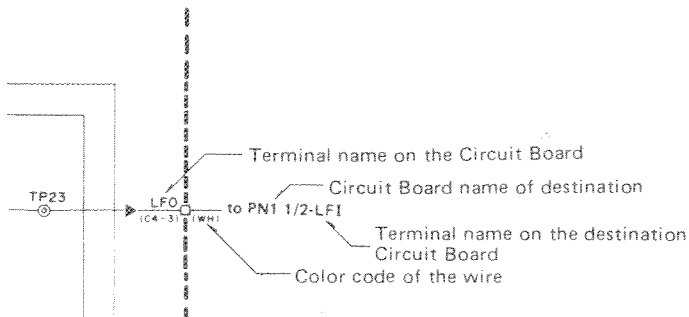 Terminal name on the Circuit Board
TP23
LFO
to PN1 1/2-LFI
Circuit Board name of destination
(C4-3)
(WH)
Terminal name on the destination
Circuit Board
Color code of the wire